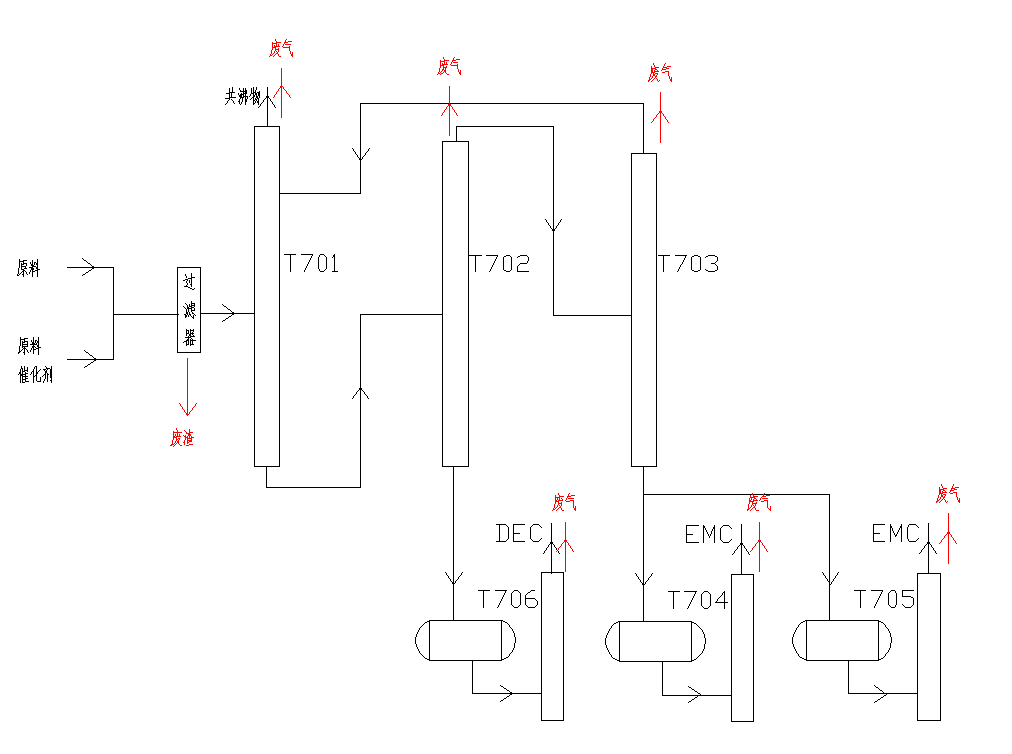 废气
废气
废气
共沸物
T701
T702
T703
原料
过
滤
器
原料
催化剂
废渣
废气
废气
废气
DEC
EMC
EMC
T706
T704
T705